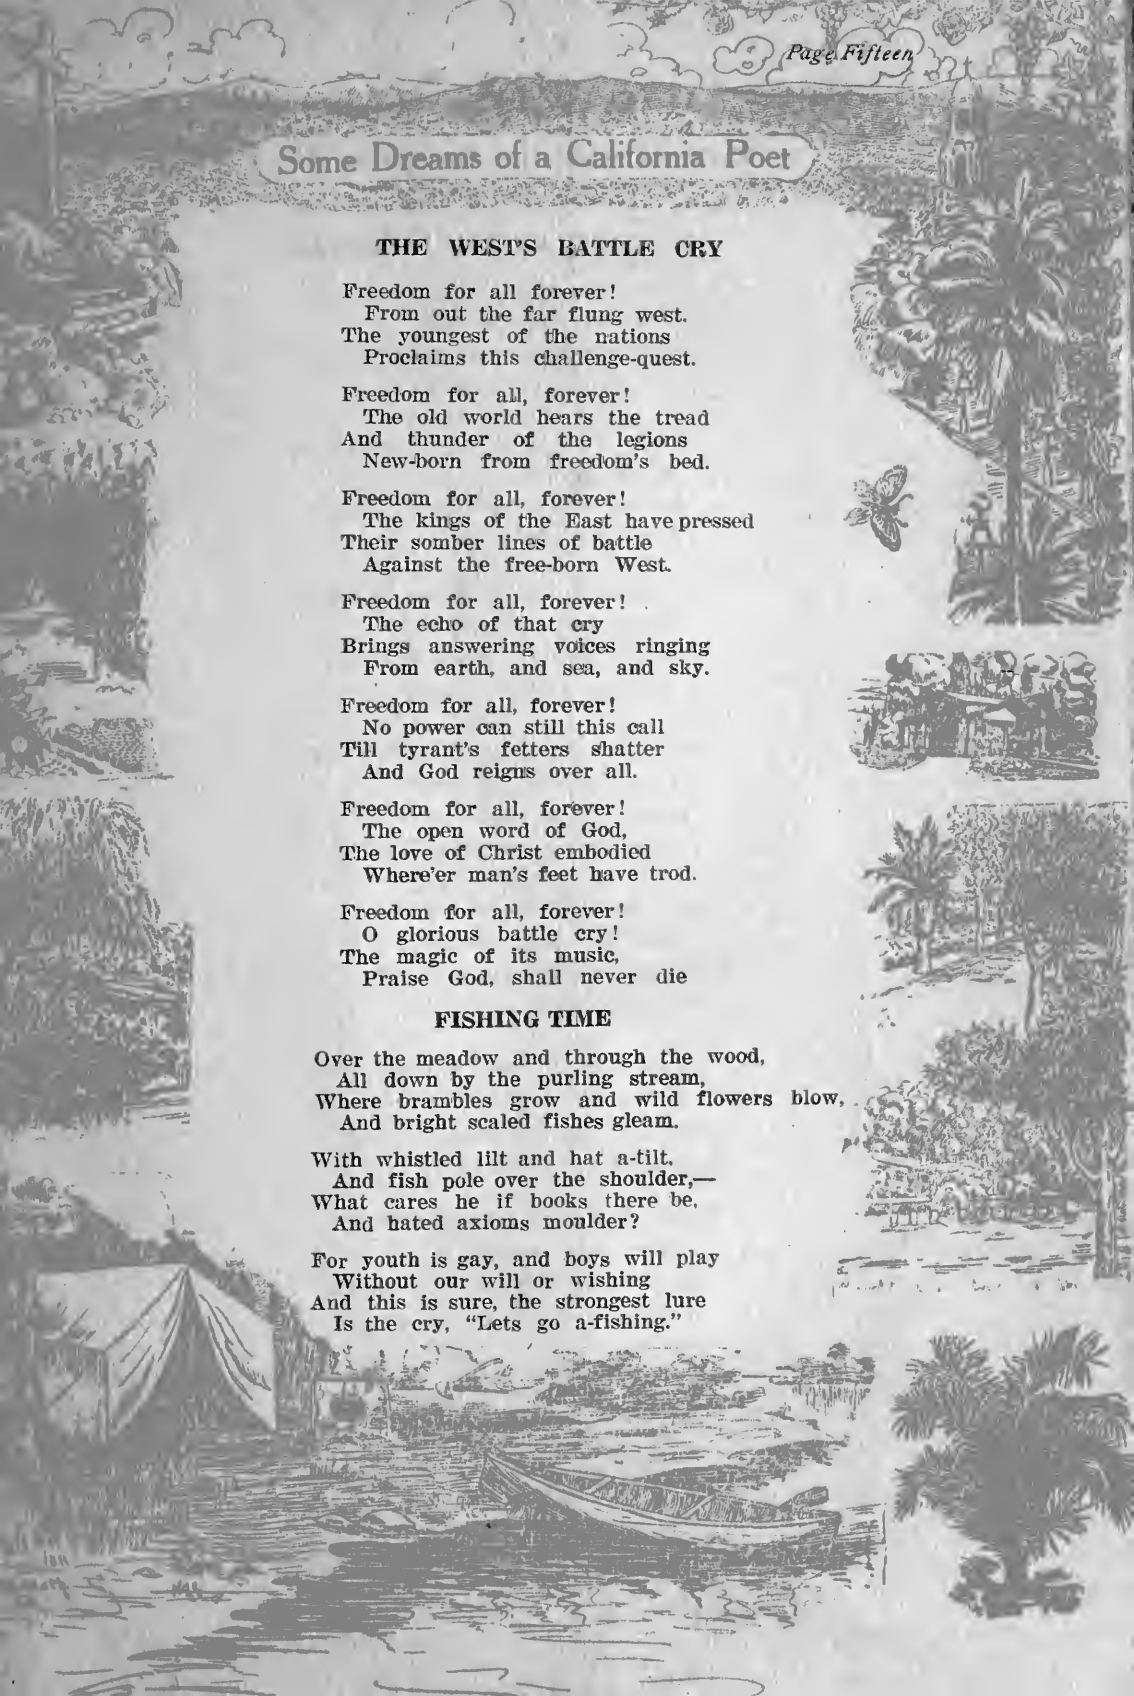 Page Fifteen
Some Dreams of a California Poet
THE WEST'S BATTLE CRY
Freedom for all forever!
From out the far flung west.
The youngest of the nations
Proclaims this challenge-quest.
Freedom for all, forever!
The old world hears the tread
And thunder of the legions
New-born from freedom's bed.
Freedom for all, forever!
The kings of the East have pressed
Their somber lines of battle
Against the free-born West.
Freedom for all, forever!
The echo of that cry
Brings answering voices ringing
From earth, and sea, and sky.
Freedom for all, forever!
No power can still this call
Till tyrant's fetters shatter
And God reigns over all.
Freedom for all, forever!
The open word of God,
The love of Christ embodied
Where'er man's feet have trod.
Freedom for all, forever!
O glorious battle cry!
The magic of its music,
Praise God, shall never die
FISHING TIME
Over the meadow and through the wood,
All down by the purling stream,
Where brambles grow and wild flowers blow,
And bright scaled fishes gleam.
With whistled lilt and hat a-tilt,
And fish pole over the shoulder,—
What cares he if books there be,
And hated axioms moulder?
For youth is gay, and boys will play
Without our will or wishing
And this is sure, the strongest lure
Is the cry, "Lets go a-fishing."